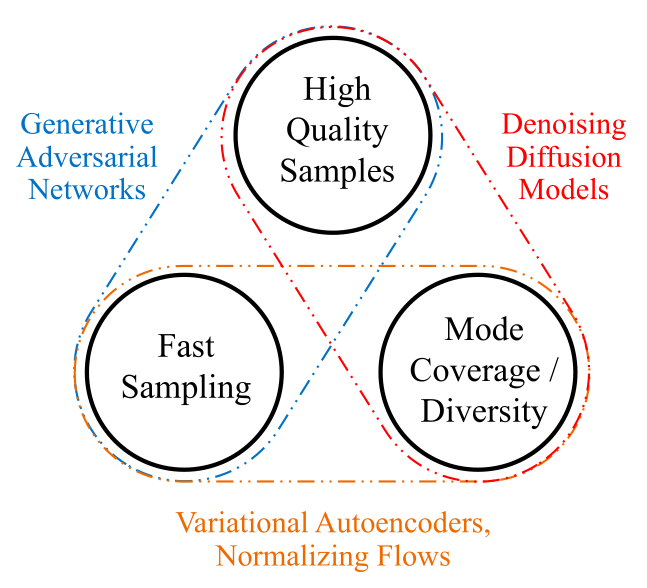 High
Quality
Samples
Generative
Adversarial
Networks
Denoising
Diffusion
Models
Fast
Sampling
Mode
Coverage /
Diversity
Variational Autoencoders,
Normalizing Flows